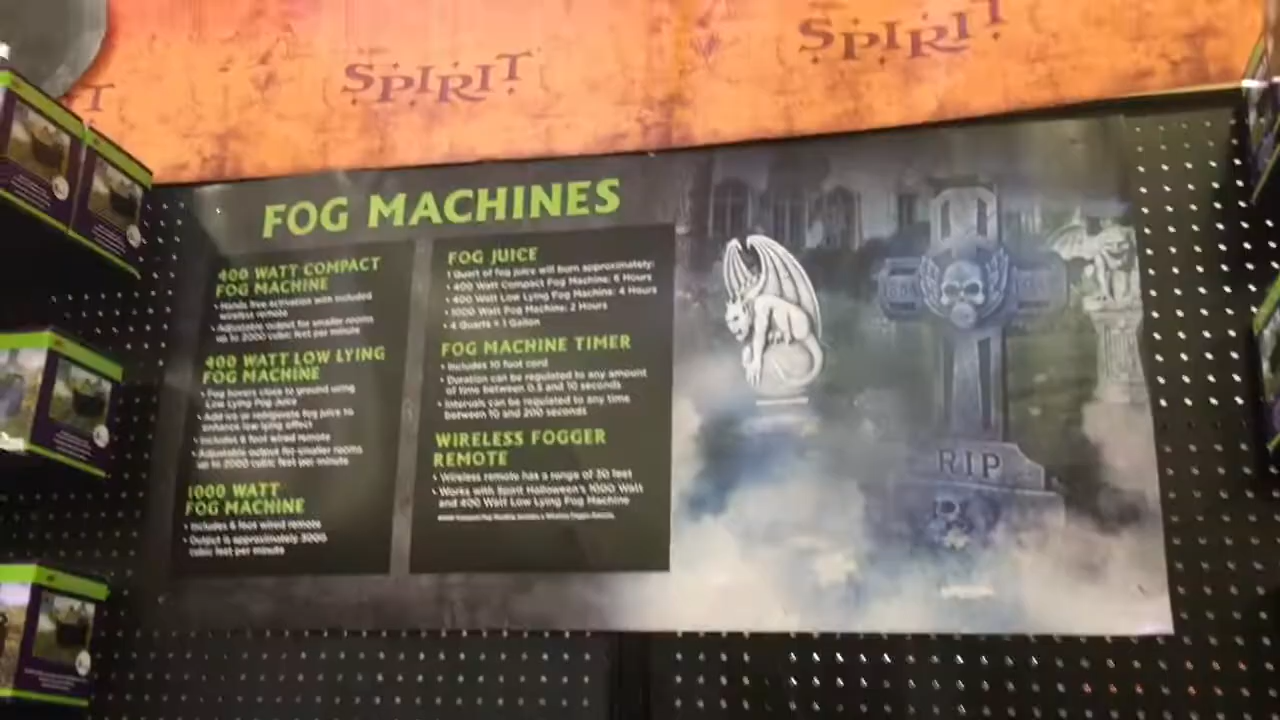 SPIRIT
SPIRIT
FOG MACHINES
400 WATT COMPACT
FOG MACHINE
• Hands free activation with included
wireless remote
• Adjustable output for smaller rooms
up to 2000 cubic feet per minute
400 WATT LOW LYING
FOG MACHINE
• Fog hovers close to ground using
Low Lying Fog Juice
• Add ice or refrigerate fog juice to
enhance low lying effect
• Includes 6 foot wired remote
• Adjustable output for smaller rooms
up to 2000 cubic feet per minute
1000 WATT
FOG MACHINE
• Includes 6 foot wired remote
• Output is approximately 3000
cubic feet per minute
FOG JUICE
1 Quart of fog juice will burn approximately:
• 400 Watt Compact Fog Machine: 6 Hours
• 400 Watt Low Lying Fog Machine: 4 Hours
• 1000 Watt Fog Machine: 2 Hours
• 4 Quarts = 1 Gallon
FOG MACHINE TIMER
• Includes 10 foot cord
• Duration can be regulated to any amount
of time between 0.5 and 10 seconds
• Intervals can be regulated to any time
between 10 and 200 seconds
WIRELESS FOGGER
REMOTE
• Wireless remote has a range of 30 feet
• Works with Spirit Halloween's 1000 Watt
and 400 Watt Low Lying Fog Machine
RIP